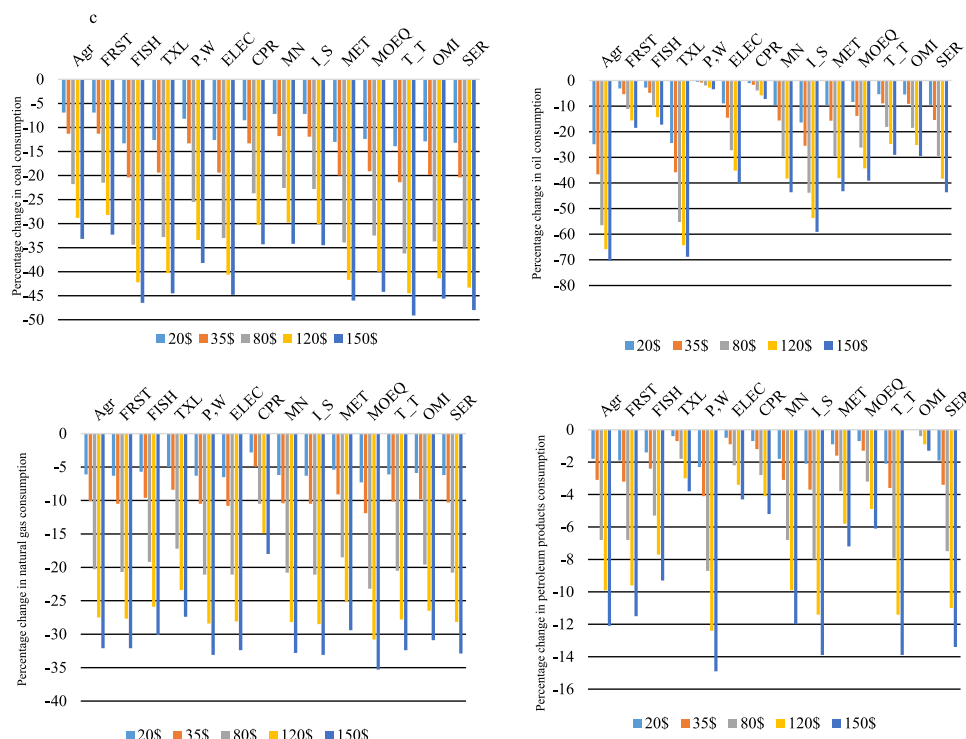 c
Agr FRST FISH TXL P,W ELEC CPR MN I_S MET MOEQ T_T OMI SER
Percentage change in coal consumption
0
-5
-10
-15
-20
-25
-30
-35
-40
-45
-50
20$ 35$ 80$ 120$ 150$
Agr FRST FISH TXL P,W ELEC CPR MN I_S MET MOEQ T_T OMI SER
Percentage change in oil consumption
0
-10
-20
-30
-40
-50
-60
-70
-80
20$ 35$ 80$ 120$ 150$
Agr FRST FISH TXL P,W ELEC CPR MN I_S MET MOEQ T_T OMI SER
Percentage change in natural gas consumption
0
-5
-10
-15
-20
-25
-30
-35
-40
20$ 35$ 80$ 120$ 150$
Agr FRST FISH TXL P,W ELEC CPR MN I_S MET MOEQ T_T OMI SER
Percentage change in petroleum products consumption
0
-2
-4
-6
-8
-10
-12
-14
-16
20$ 35$ 80$ 120$ 150$